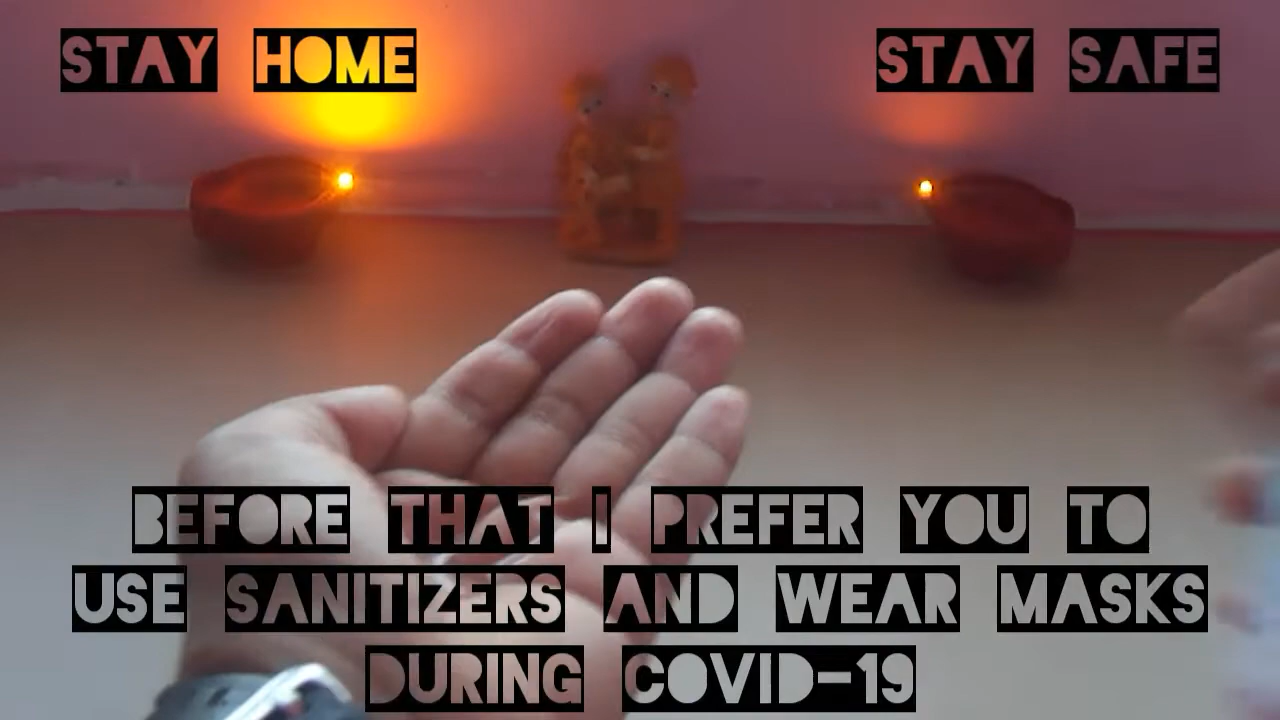 STAY HOME
STAY SAFE
BEFORE THAT I PREFER YOU TO
USE SANITIZERS AND WEAR MASKS
DURING COVID-19